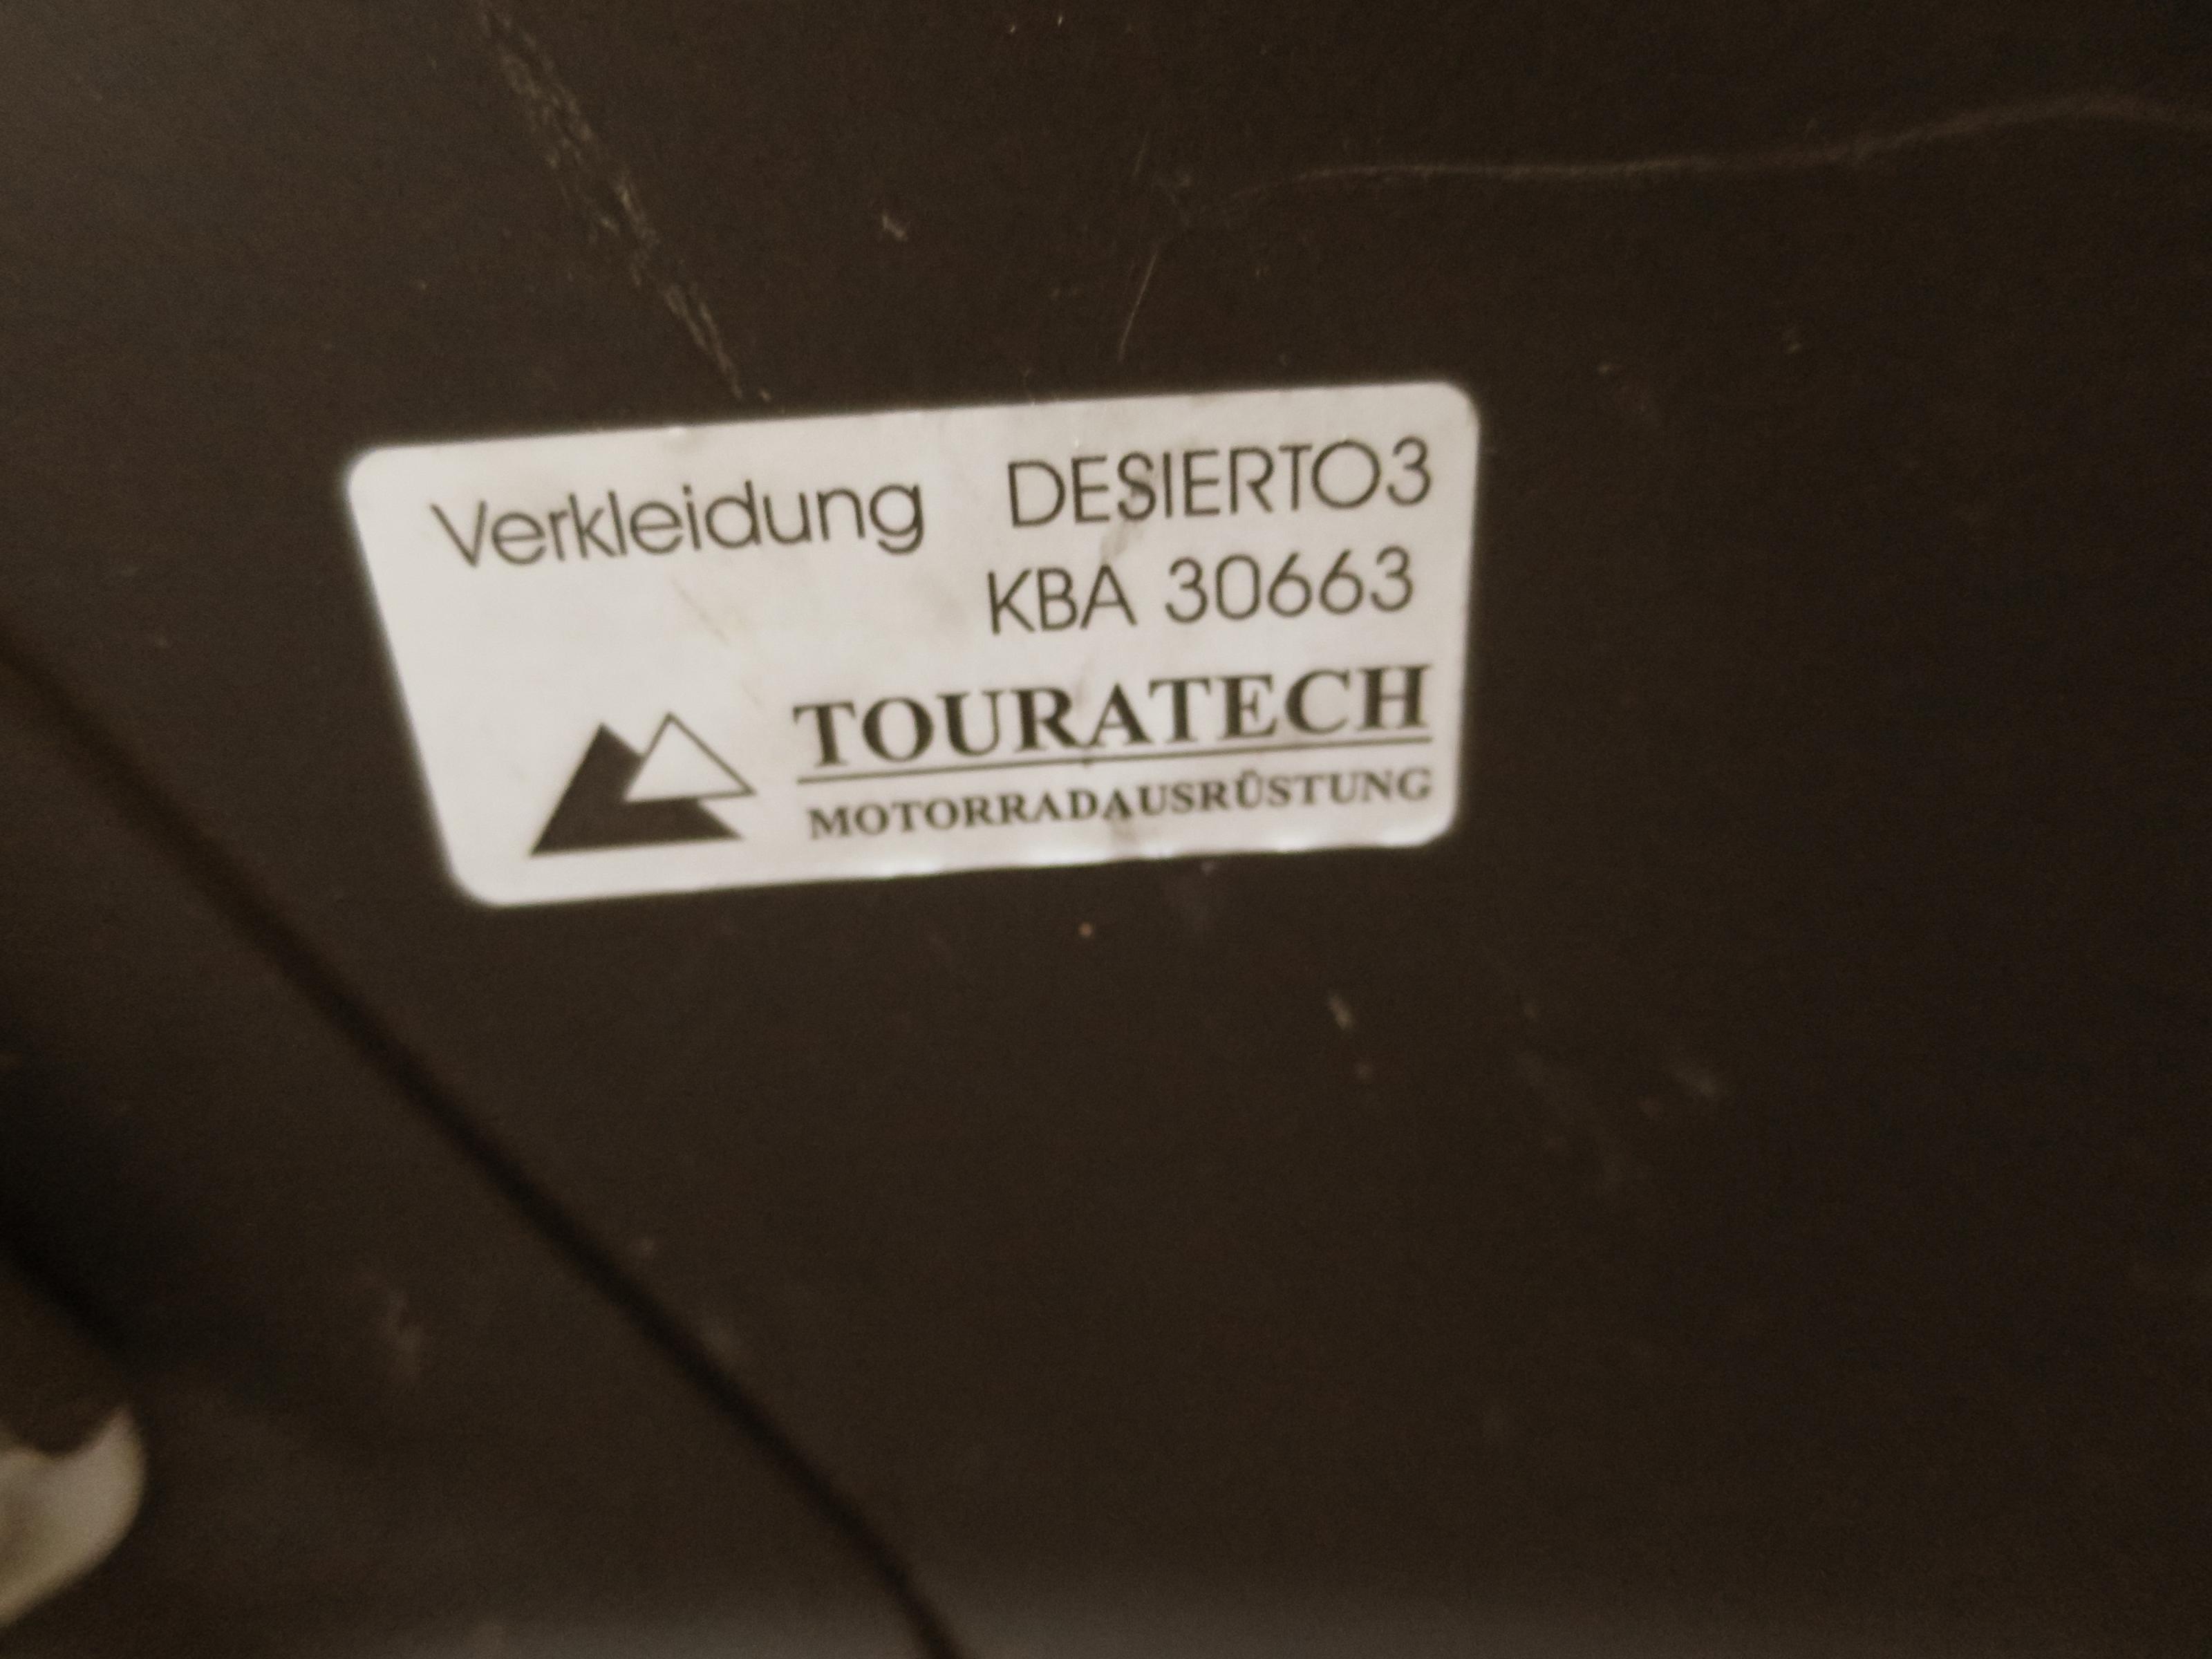 Verkleidung DESIERTO3
KBA 30663
TOURATECH
MOTORRADAUSRÜSTUNG